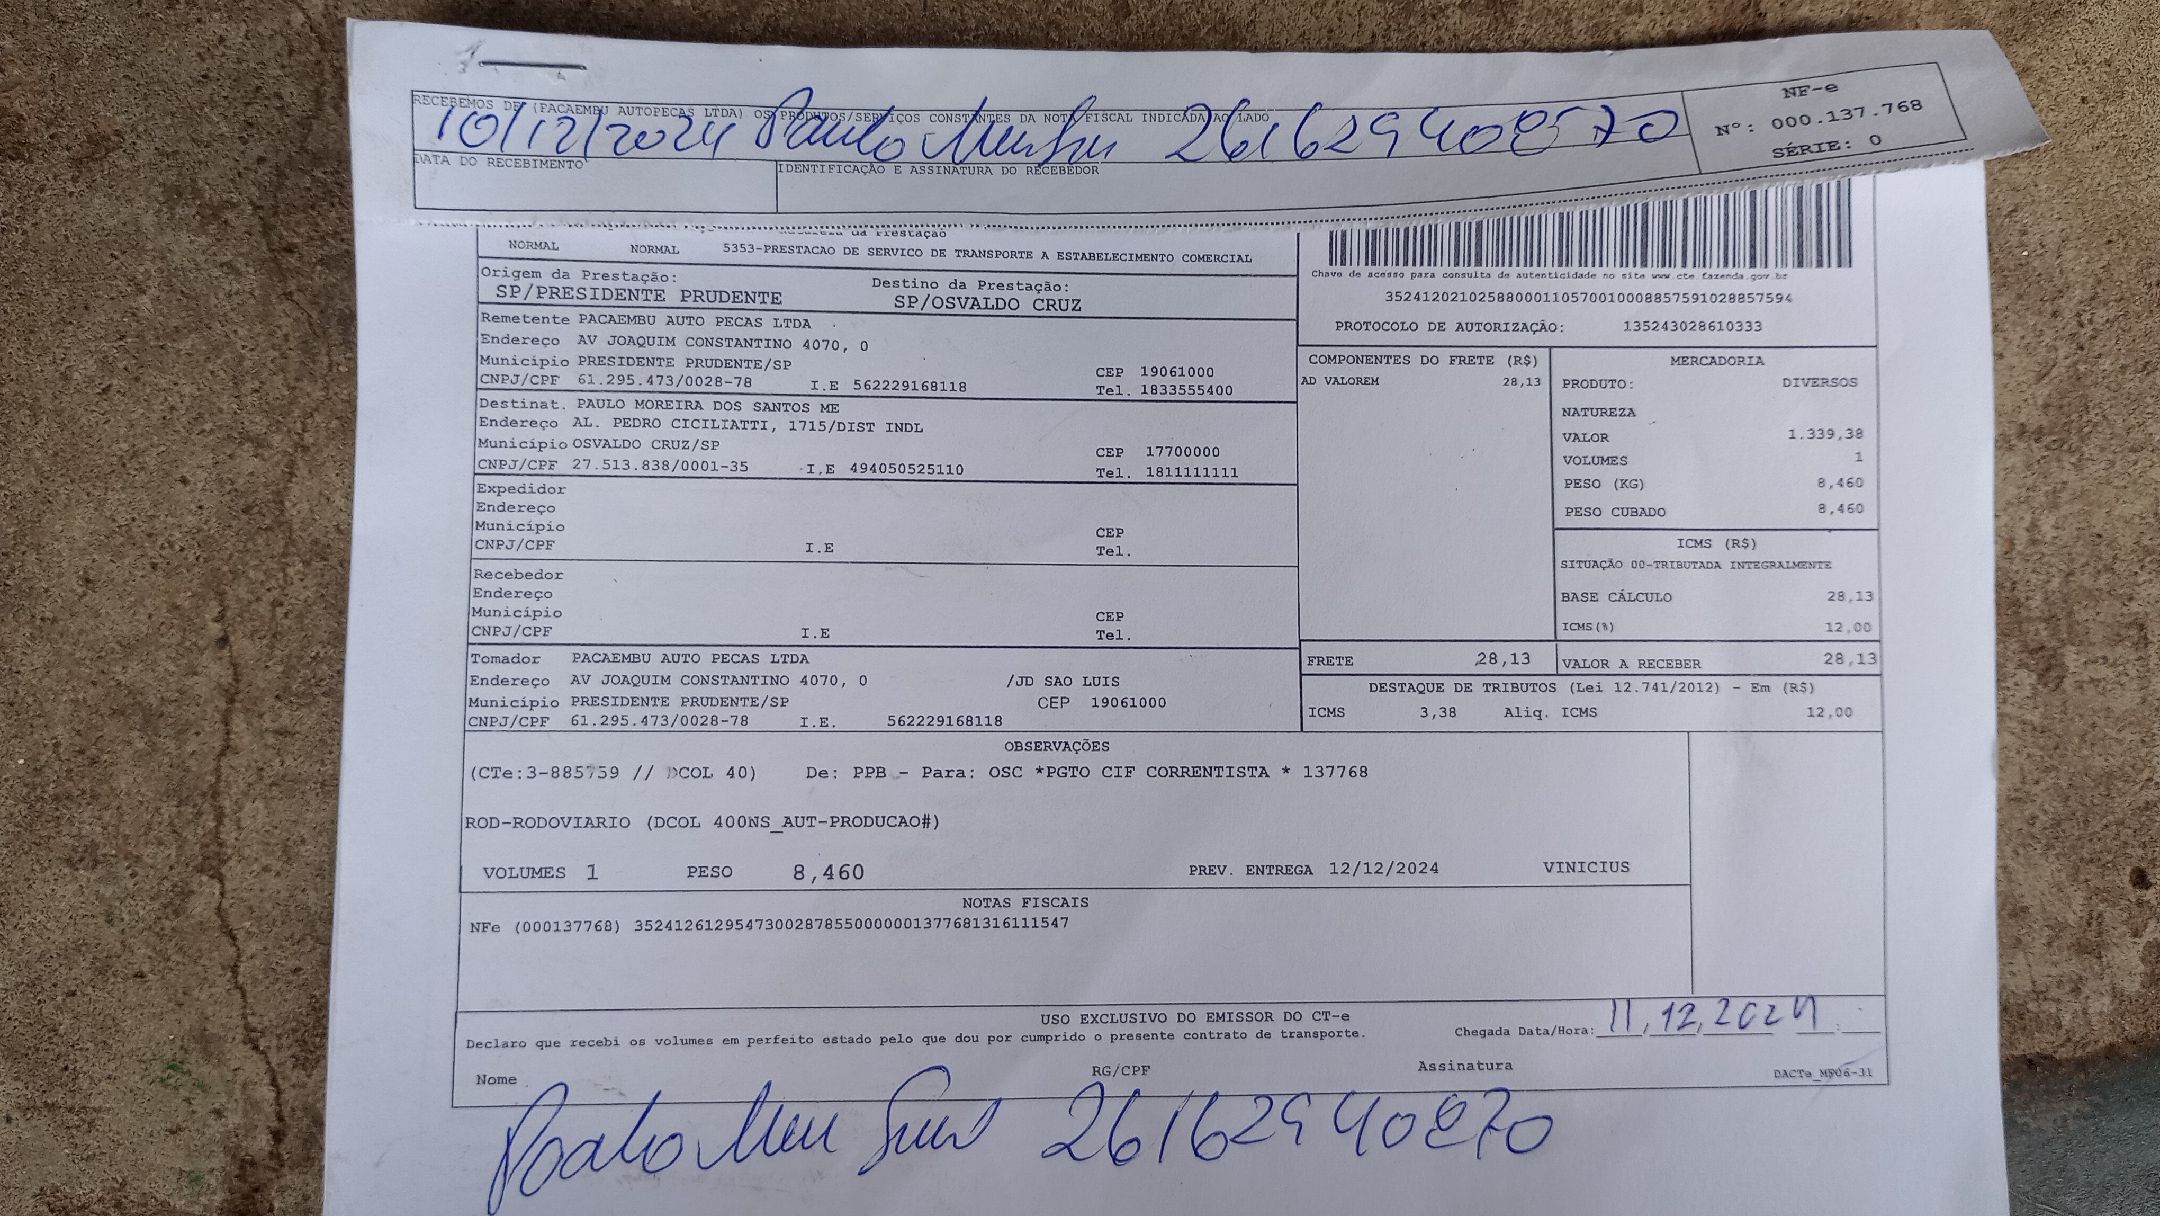 RECEBEMOS DE (PACAEMBU AUTOPECAS LTDA) OS PRODUTOS/SERVIÇOS CONSTANTES DA NOTA FISCAL INDICADA AO LADO
10/12/2024 Paulo 26162940870
DATA DO RECEBIMENTO IDENTIFICAÇÃO E ASSINATURA DO RECEBEDOR
NF-e
Nº: 000.137.768
SÉRIE: 0
da Prestação
NORMAL NORMAL 5353-PRESTACAO DE SERVICO DE TRANSPORTE A ESTABELECIMENTO COMERCIAL
Origem da Prestação: Destino da Prestação:
SP/PRESIDENTE PRUDENTE SP/OSVALDO CRUZ
Chave de acesso para consulta de autenticidade no site www.cte.fazenda.gov.br
35241202102588000110570010008857591028857594
PROTOCOLO DE AUTORIZAÇÃO: 135243028610333
Remetente PACAEMBU AUTO PECAS LTDA
Endereço AV JOAQUIM CONSTANTINO 4070, 0
Município PRESIDENTE PRUDENTE/SP CEP 19061000
CNPJ/CPF 61.295.473/0028-78 I.E 562229168118 Tel. 1833555400
Destinat. PAULO MOREIRA DOS SANTOS ME
Endereço AL. PEDRO CICILIATTI, 1715/DIST INDL
Município OSVALDO CRUZ/SP CEP 17700000
CNPJ/CPF 27.513.838/0001-35 I.E 494050525110 Tel. 1811111111
Expedidor
Endereço
Município CEP
CNPJ/CPF I.E Tel.
Recebedor
Endereço
Município CEP
CNPJ/CPF I.E Tel.
Tomador PACAEMBU AUTO PECAS LTDA
Endereço AV JOAQUIM CONSTANTINO 4070, 0 /JD SAO LUIS
Município PRESIDENTE PRUDENTE/SP CEP 19061000
CNPJ/CPF 61.295.473/0028-78 I.E. 562229168118
COMPONENTES DO FRETE (R$)
AD VALOREM 28,13
MERCADORIA
PRODUTO: DIVERSOS
NATUREZA
VALOR 1.339,38
VOLUMES 1
PESO (KG) 8,460
PESO CUBADO 8,460
ICMS (R$)
SITUAÇÃO 00-TRIBUTADA INTEGRALMENTE
BASE CÁLCULO 28,13
ICMS(%) 12,00
FRETE 28,13 VALOR A RECEBER 28,13
DESTAQUE DE TRIBUTOS (Lei 12.741/2012) - Em (R$)
ICMS 3,38 Aliq. ICMS 12,00
OBSERVAÇÕES
(CTe:3-885759 // DCOL 40) De: PPB - Para: OSC *PGTO CIF CORRENTISTA * 137768
ROD-RODOVIARIO (DCOL 400NS_AUT-PRODUCAO#)
VOLUMES 1 PESO 8,460 PREV. ENTREGA 12/12/2024 VINICIUS
NOTAS FISCAIS
NFe (000137768) 35241261295473002878550000001377681316111547
USO EXCLUSIVO DO EMISSOR DO CT-e
Declaro que recebi os volumes em perfeito estado pelo que dou por cumprido o presente contrato de transporte.
Chegada Data/Hora: 11,12,2024
Nome RG/CPF Assinatura DACTe_MP06-31
Paulo 26162940870